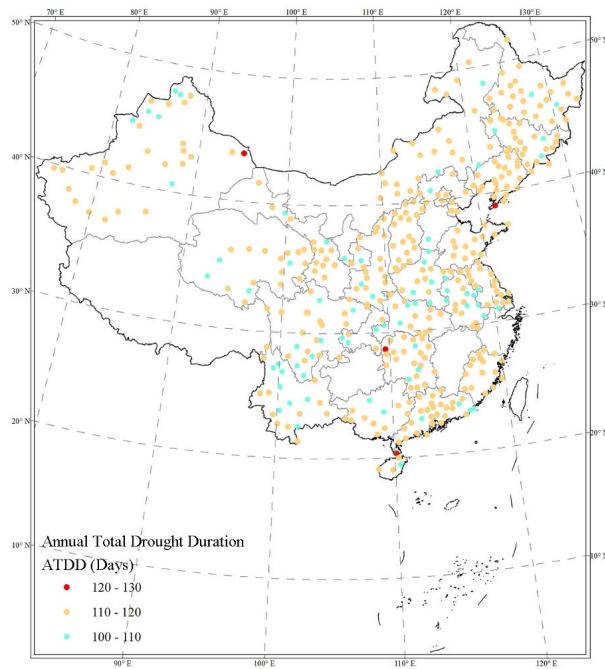 70° E 80° E 90° E 100° E 110° E 120° E 130° E
50° N
50° N
40° N
40° N
30° N
30° N
20° N
20° N
10° N
10° N
Annual Total Drought Duration
ATDD (Days)
120 - 130
110 - 120
100 - 110
90° E 100° E 110° E 120° E